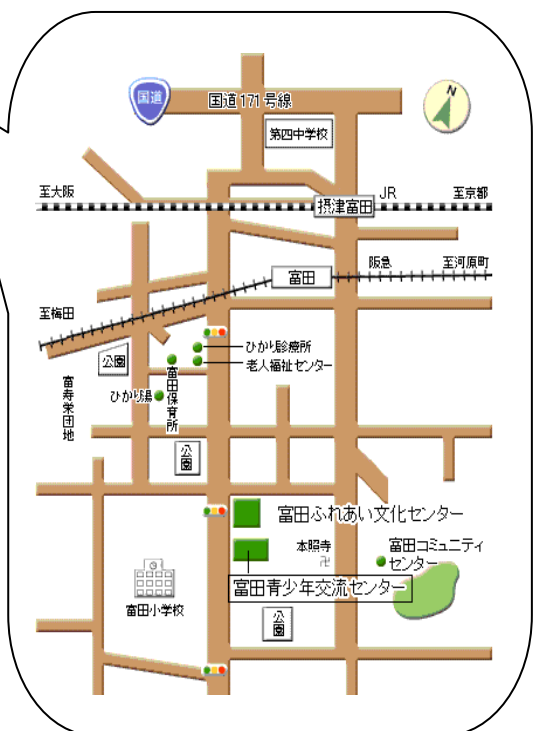 国道
国道 171 号線
N
第四中学校
至大阪
JR
至京都
摂津富田
阪急
至河原町
富田
至梅田
ひかり診療所
老人福祉センター
公園
富田保育所
ひかり湯
富寿栄団地
公園
富田ふれあい文化センター
本照寺
卍
富田コミュニティ
センター
富田青少年交流センター
富田小学校
公園